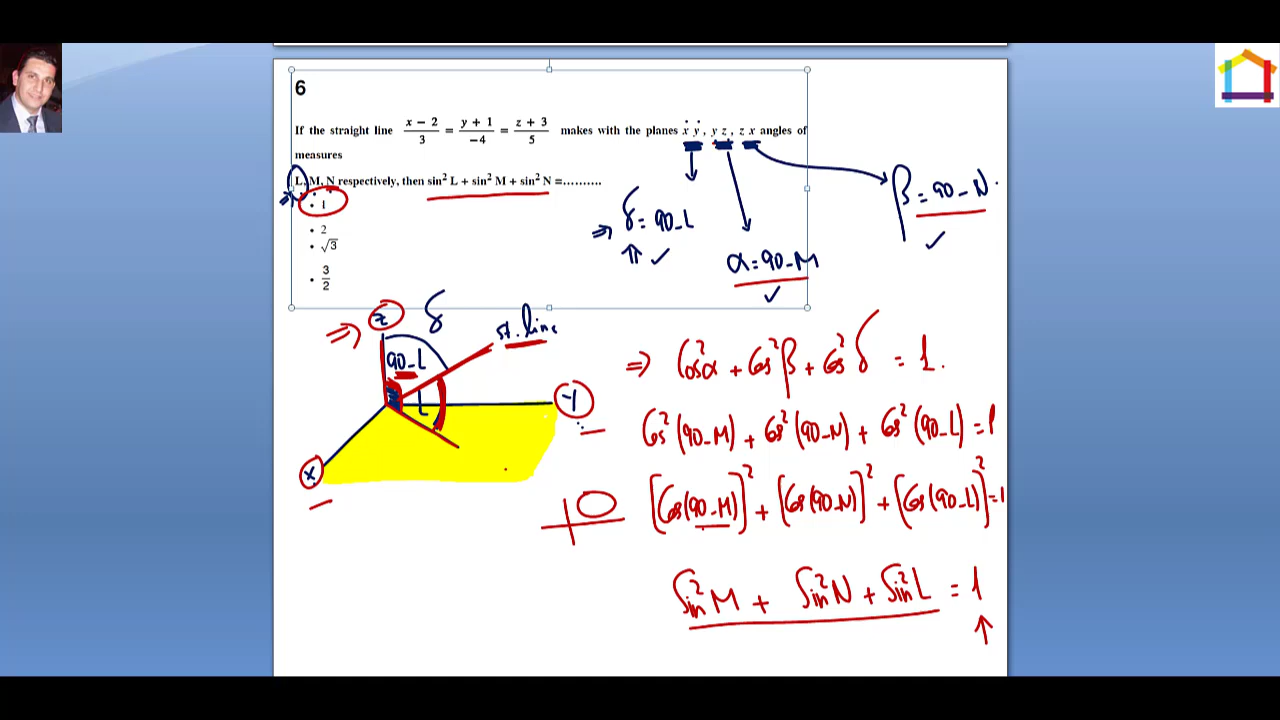 6
If the straight line x − 2 / 3 = y + 1 / −4 = z + 3 / 5 makes with the planes x y , y z , z x angles of
measures
L, M, N respectively, then sin² L + sin² M + sin² N =..........
• 1
• 2
• √3
• 3/2
γ = 90 - L
α = 90 - M
β = 90 - N
z
γ
90-L
st. line
L
Y
x
⇒ Cos²α + Cos²β + Cos²γ = 1.
Cos²(90-M) + Cos²(90-N) + Cos²(90-L) = 1
[Cos(90-M)]² + [Cos(90-N)]² + [Cos(90-L)]² = 1
Sin²M + Sin²N + Sin²L = 1